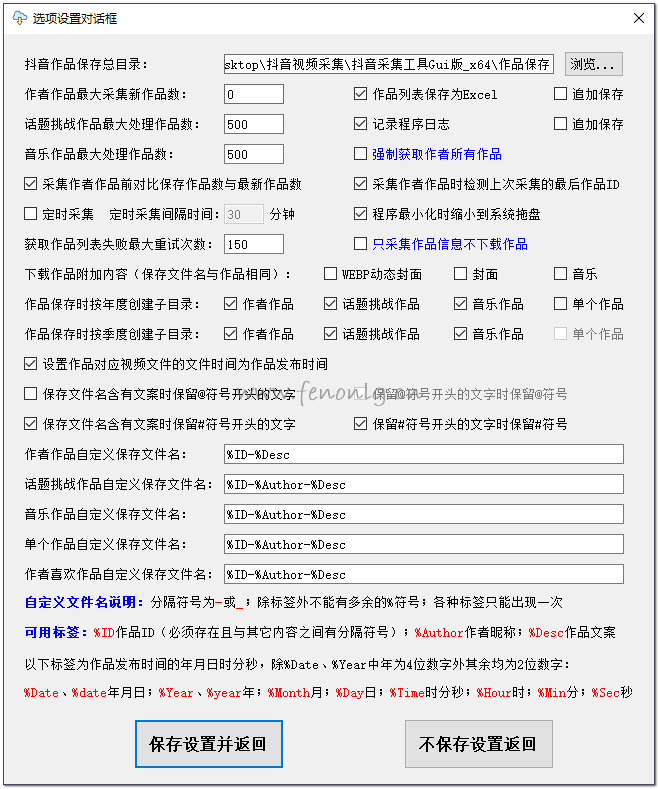 选项设置对话框
抖音作品保存总目录： sktop\抖音视频采集\抖音采集工具Gui版_x64\作品保存 浏览...
作者作品最大采集新作品数： 0 作品列表保存为Excel 追加保存
话题挑战作品最大处理作品数： 500 记录程序日志 追加保存
音乐作品最大处理作品数： 500 强制获取作者所有作品
采集作者作品前对比保存作品数与最新作品数 采集作者作品时检测上次采集的最后作品ID
定时采集 定时采集间隔时间： 30 分钟 程序最小化时缩小到系统拖盘
获取作品列表失败最大重试次数： 150 只采集作品信息不下载作品
下载作品附加内容（保存文件名与作品相同）： WEBP动态封面 封面 音乐
作品保存时按年度创建子目录： 作者作品 话题挑战作品 音乐作品 单个作品
作品保存时按季度创建子目录： 作者作品 话题挑战作品 音乐作品 单个作品
设置作品对应视频文件的文件时间为作品发布时间
保存文件名含有文案时保留@符号开头的文字 保留@符号开头的文字时保留@符号
保存文件名含有文案时保留#符号开头的文字 保留#符号开头的文字时保留#符号
作者作品自定义保存文件名： %ID-%Desc
话题挑战作品自定义保存文件名： %ID-%Author-%Desc
音乐作品自定义保存文件名： %ID-%Author-%Desc
单个作品自定义保存文件名： %ID-%Author-%Desc
作者喜欢作品自定义保存文件名： %ID-%Author-%Desc
自定义文件名说明：分隔符号为-或_；除标签外不能有多余的%符号；各种标签只能出现一次
可用标签：%ID作品ID（必须存在且与其它内容之间有分隔符号）；%Author作者昵称；%Desc作品文案
以下标签为作品发布时间的年月日时分秒，除%Date、%Year中年为4位数字外其余均为2位数字：
%Date、%date年月日；%Year、%year年；%Month月；%Day日；%Time时分秒；%Hour时；%Min分；%Sec秒
保存设置并返回 不保存设置返回